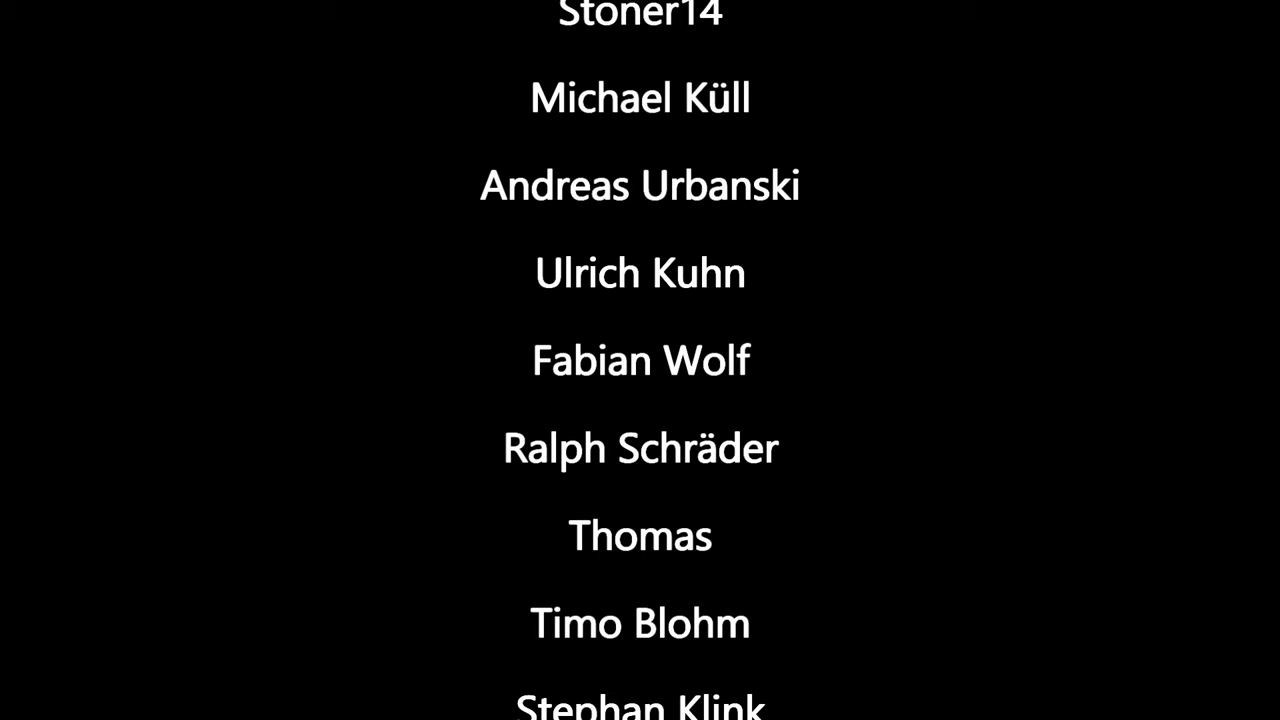 Stoner14
Michael Küll
Andreas Urbanski
Ulrich Kuhn
Fabian Wolf
Ralph Schräder
Thomas
Timo Blohm
Stephan Klink